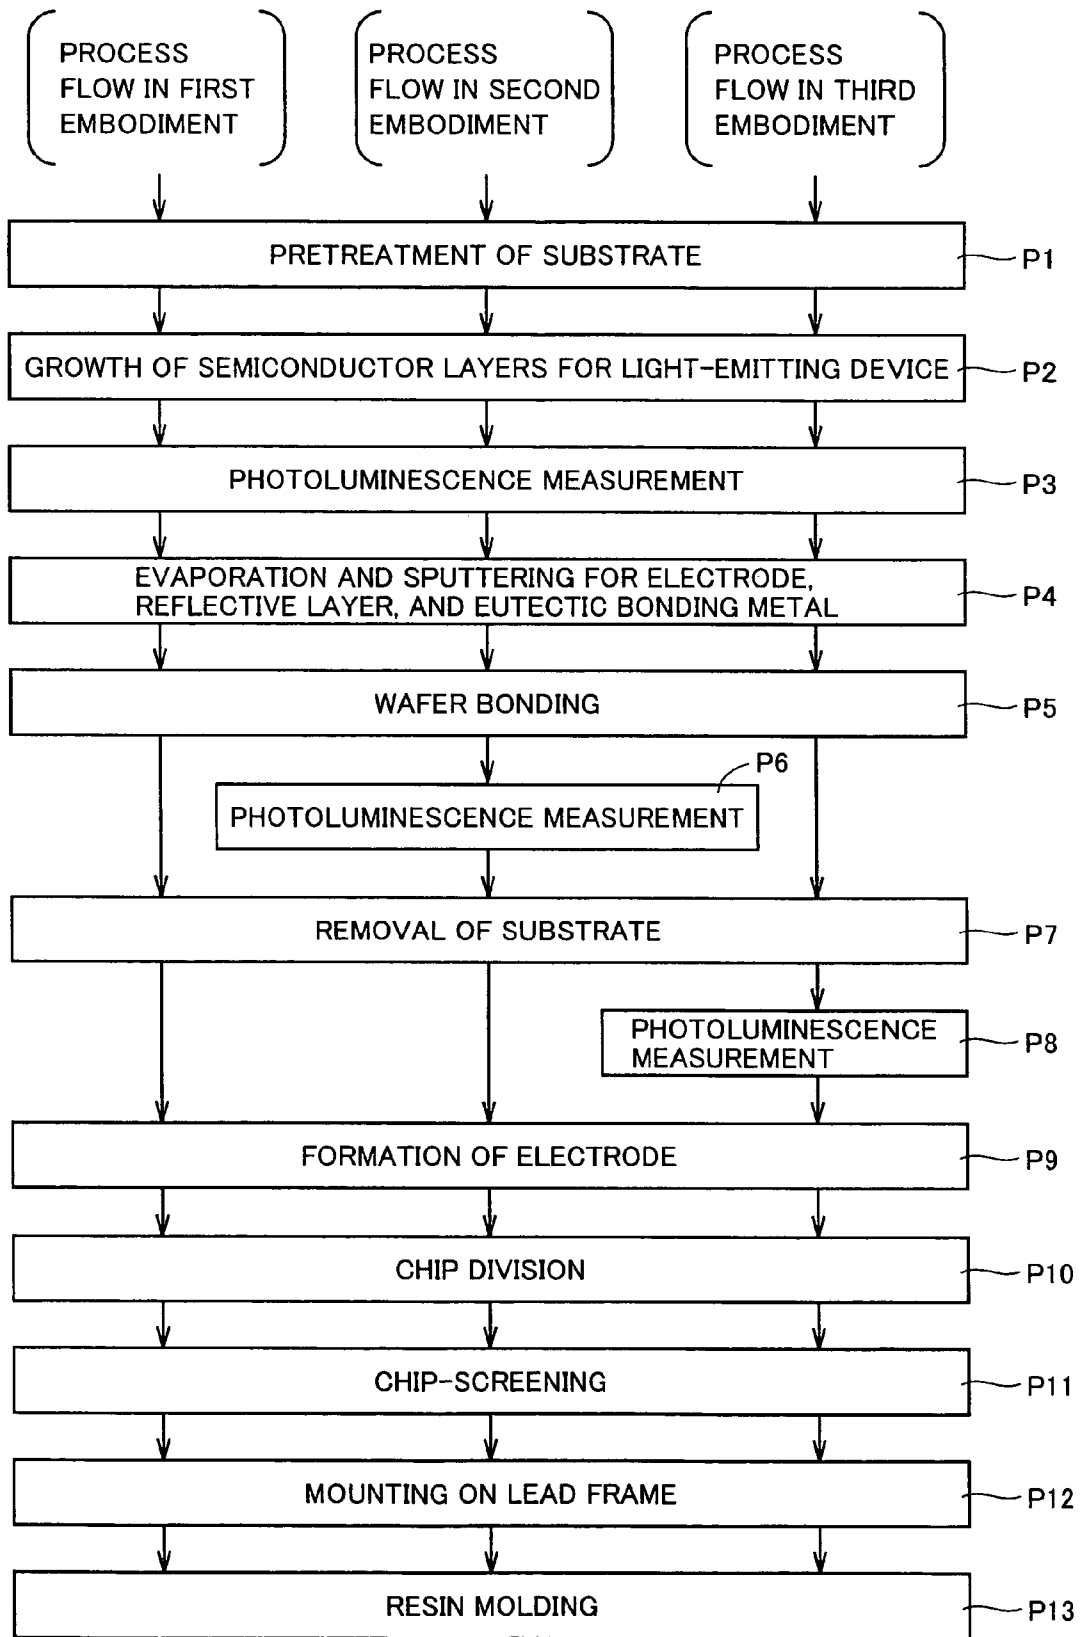 PROCESS
FLOW IN FIRST
EMBODIMENT
PROCESS
FLOW IN SECOND
EMBODIMENT
PROCESS
FLOW IN THIRD
EMBODIMENT
PRETREATMENT OF SUBSTRATE
P1
GROWTH OF SEMICONDUCTOR LAYERS FOR LIGHT-EMITTING DEVICE
P2
PHOTOLUMINESCENCE MEASUREMENT
P3
EVAPORATION AND SPUTTERING FOR ELECTRODE,
REFLECTIVE LAYER, AND EUTECTIC BONDING METAL
P4
WAFER BONDING
P5
P6
PHOTOLUMINESCENCE MEASUREMENT
REMOVAL OF SUBSTRATE
P7
PHOTOLUMINESCENCE
MEASUREMENT
P8
FORMATION OF ELECTRODE
P9
CHIP DIVISION
P10
CHIP-SCREENING
P11
MOUNTING ON LEAD FRAME
P12
RESIN MOLDING
P13